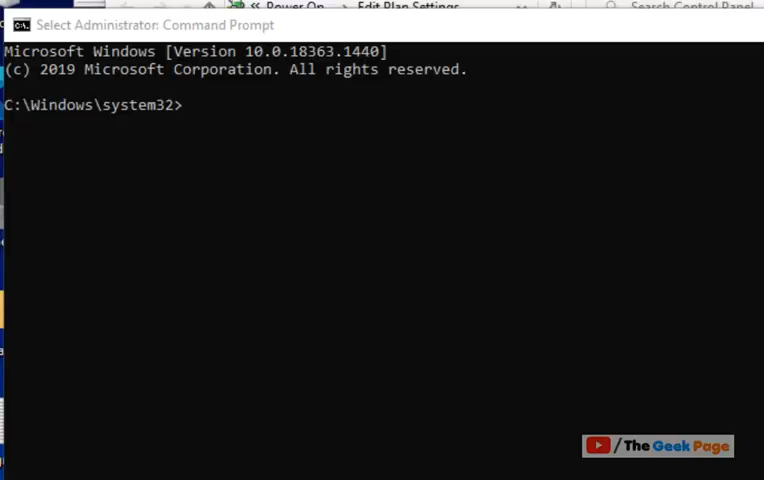 Power Op
Edit Plan Settings
Search Control Panel
Select Administrator: Command Prompt
Microsoft Windows [Version 10.0.18363.1440]
(c) 2019 Microsoft Corporation. All rights reserved.
C:\Windows\system32>
/The Geek Page